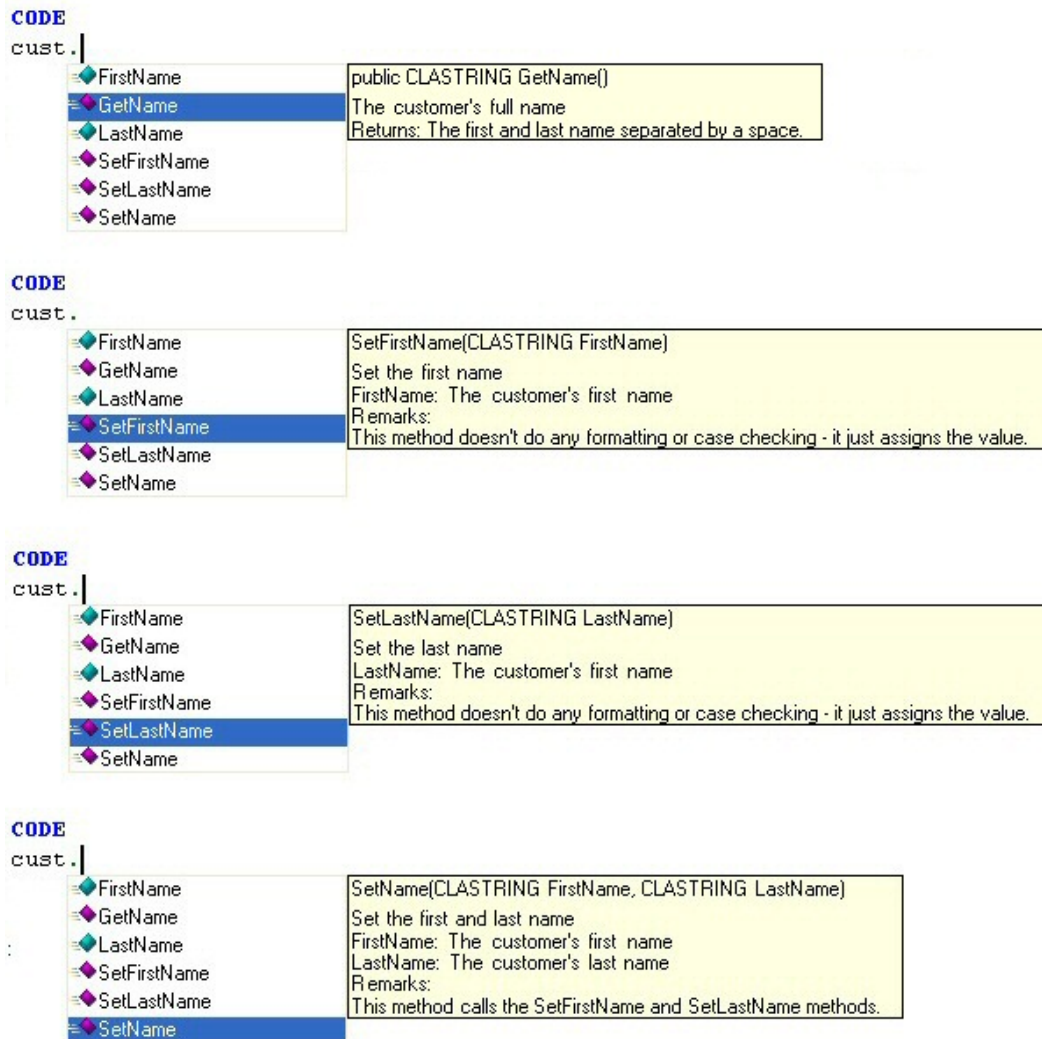 CODE
cust.
FirstName
GetName
LastName
SetFirstName
SetLastName
SetName
public CLASTRING GetName()
The customer's full name
Returns: The first and last name separated by a space.
CODE
cust.
FirstName
GetName
LastName
SetFirstName
SetLastName
SetName
SetFirstName(CLASTRING FirstName)
Set the first name
FirstName: The customer's first name
Remarks:
This method doesn't do any formatting or case checking - it just assigns the value.
CODE
cust.
FirstName
GetName
LastName
SetFirstName
SetLastName
SetName
SetLastName(CLASTRING LastName)
Set the last name
LastName: The customer's first name
Remarks:
This method doesn't do any formatting or case checking - it just assigns the value.
CODE
cust.
FirstName
GetName
LastName
SetFirstName
SetLastName
SetName
SetName(CLASTRING FirstName, CLASTRING LastName)
Set the first and last name
FirstName: The customer's first name
LastName: The customer's last name
Remarks:
This method calls the SetFirstName and SetLastName methods.